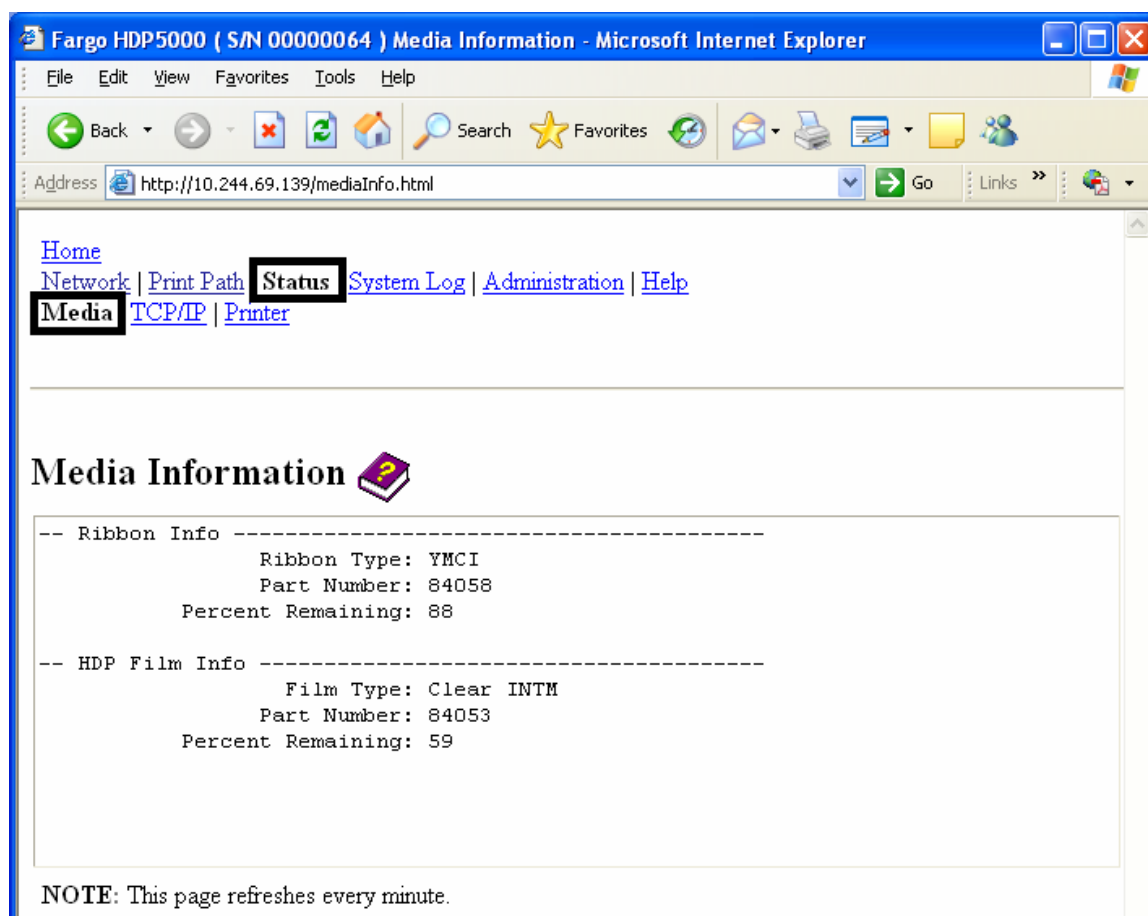 Fargo HDP5000 ( S/N 00000064 ) Media Information - Microsoft Internet Explorer
File Edit View Favorites Tools Help
Back Search Favorites
Address http://10.244.69.139/mediaInfo.html Go Links »
Home
Network | Print Path Status System Log | Administration | Help
Media TCP/IP | Printer
Media Information
-- Ribbon Info -----------------------------------------
Ribbon Type: YMCI
Part Number: 84058
Percent Remaining: 88
-- HDP Film Info ---------------------------------------
Film Type: Clear INTM
Part Number: 84053
Percent Remaining: 59
NOTE: This page refreshes every minute.